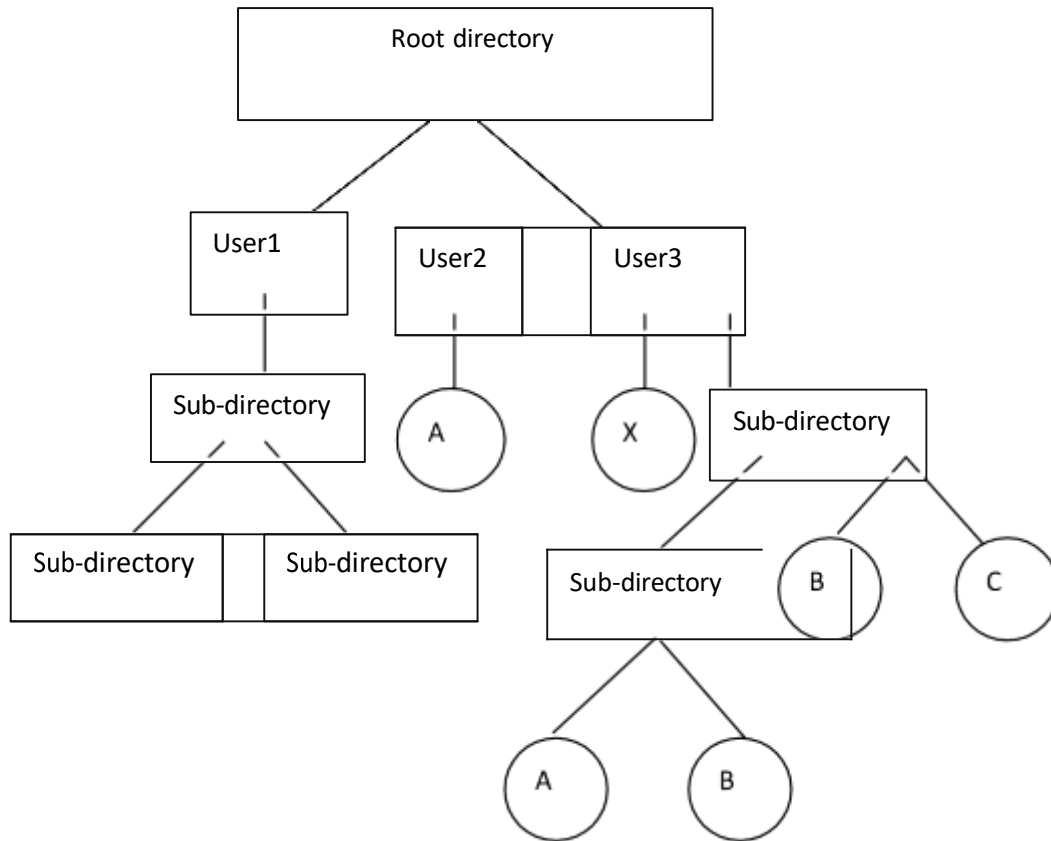 Root directory
User1
User2
User3
Sub-directory
A
X
Sub-directory
Sub-directory
Sub-directory
Sub-directory
B
C
A
B